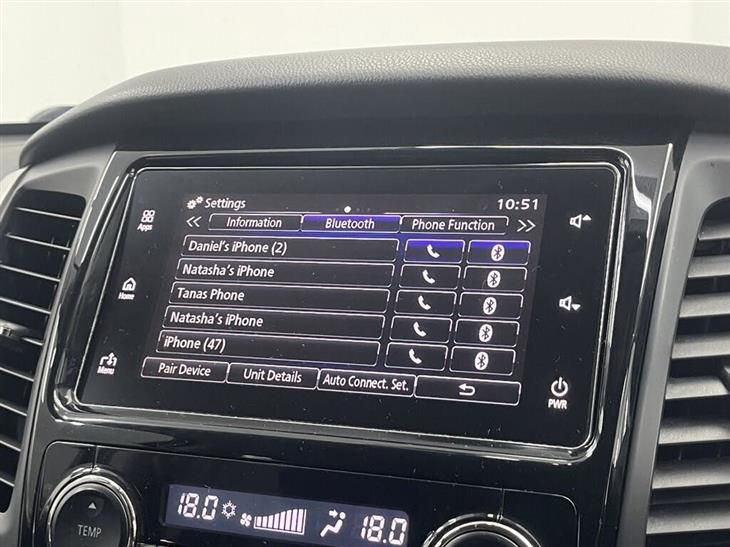 Settings
10:51
<< Information Bluetooth Phone Function >>
Daniel's iPhone (2)
Natasha's iPhone
Tanas Phone
Natasha's iPhone
iPhone (47)
Pair Device Unit Details Auto Connect. Set.
Apps
Home
Menu
PWR
TEMP
18.0 18.0